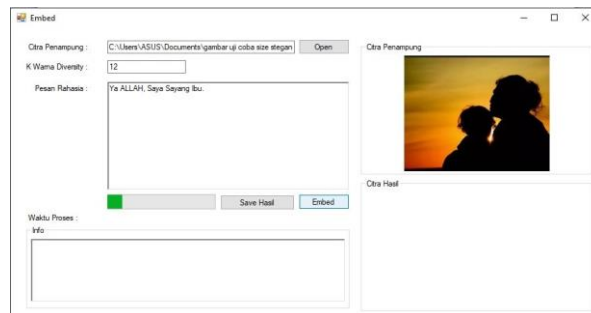 Embed
Citra Penampung :
C:\Users\ASUS\Documents\gambar uji coba size stegan
Open
K Warna Diversity :
12
Pesan Rahasia :
Ya ALLAH, Saya Sayang Ibu.
Save Hasil
Embed
Waktu Proses :
Info
Citra Penampung
Citra Hasil